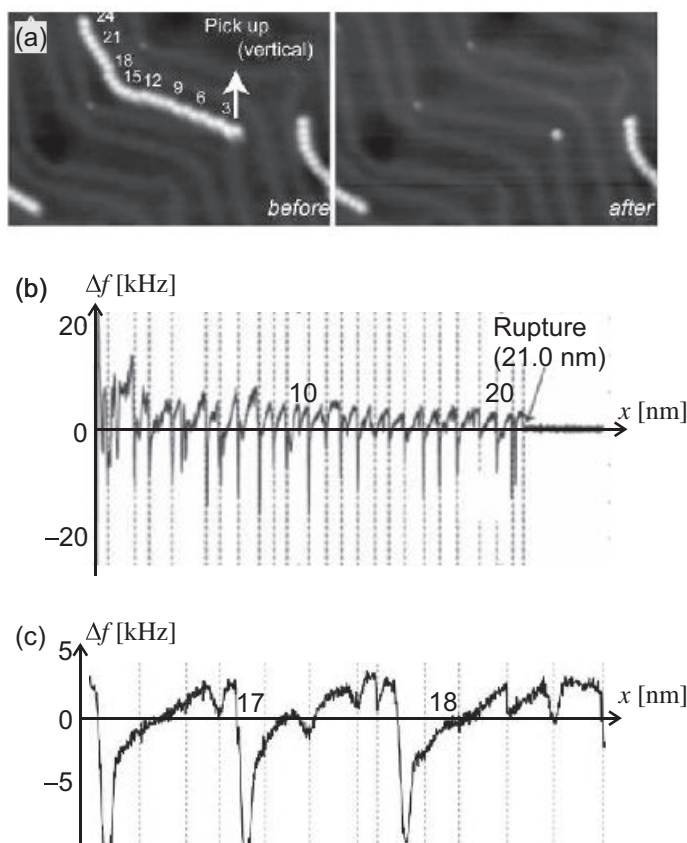 (a)
24
21
18
15
12
9
6
3
Pick up
(vertical)
before
after
(b) Δf [kHz]
20
0
–20
10
20
Rupture
(21.0 nm)
x [nm]
(c) Δf [kHz]
5
0
–5
17
18
x [nm]